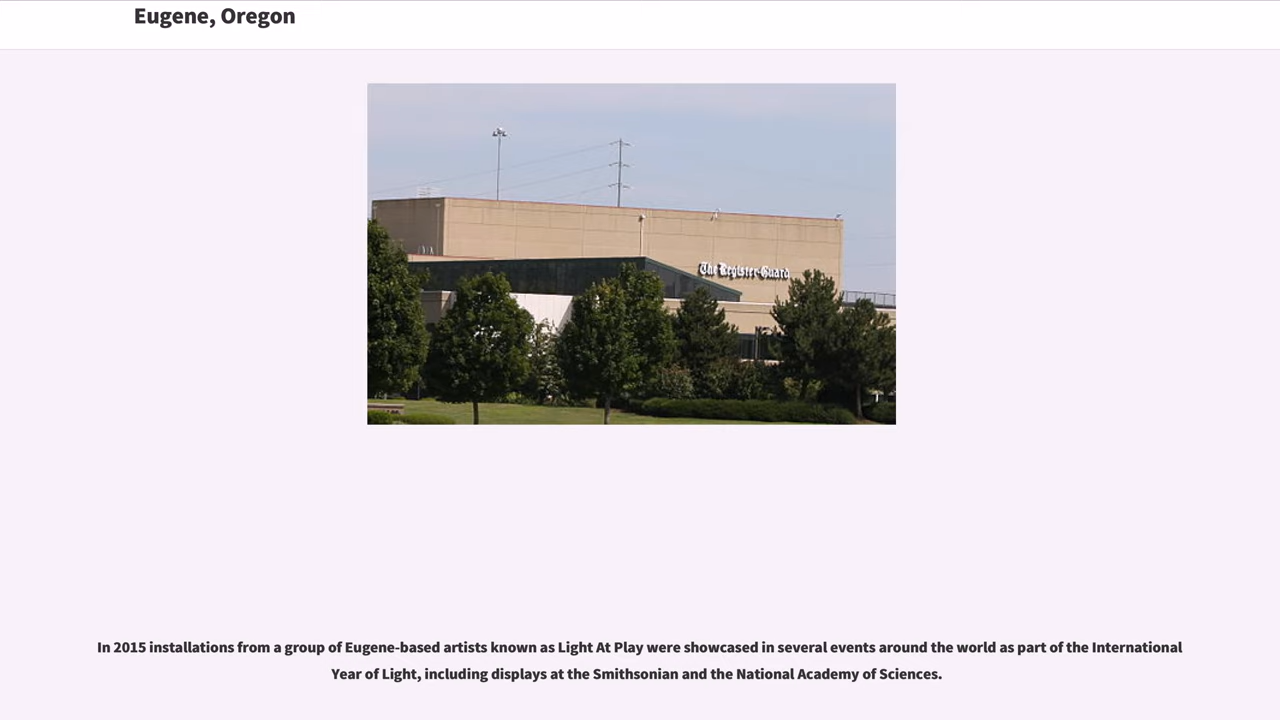 Eugene, Oregon
The Register-Guard
In 2015 installations from a group of Eugene-based artists known as Light At Play were showcased in several events around the world as part of the International
Year of Light, including displays at the Smithsonian and the National Academy of Sciences.